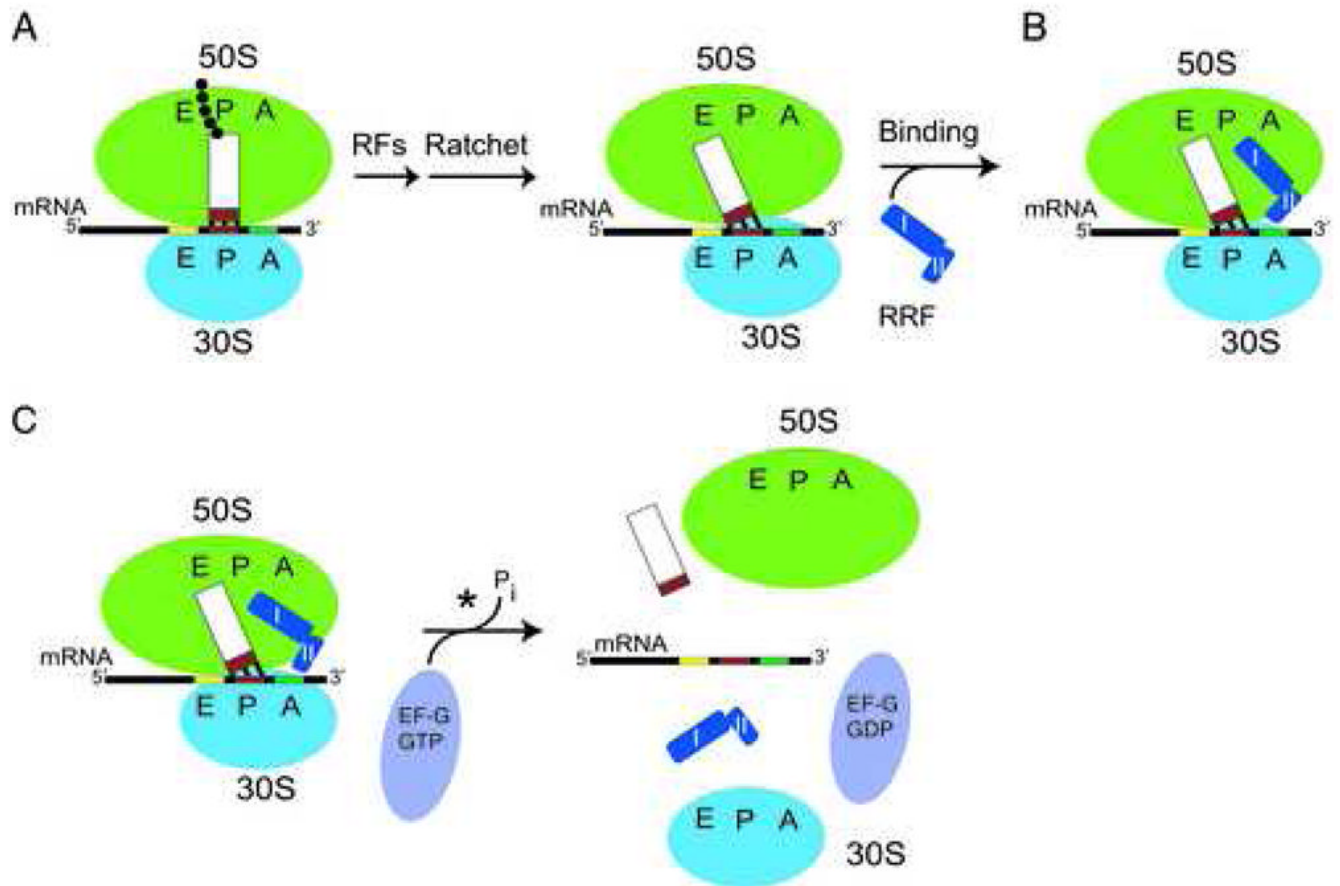 A
50S
E P A
mRNA
5'
3'
E P A
30S
RFs
Ratchet
50S
E P A
mRNA
5'
3'
E P A
30S
Binding
I
II
RRF
B
50S
E P A
I
II
mRNA
5'
3'
E P A
30S
C
50S
E P A
I
II
mRNA
5'
3'
E P A
30S
*
Pi
EF-G
GTP
50S
E P A
mRNA
5'
3'
I
II
EF-G
GDP
E P A
30S